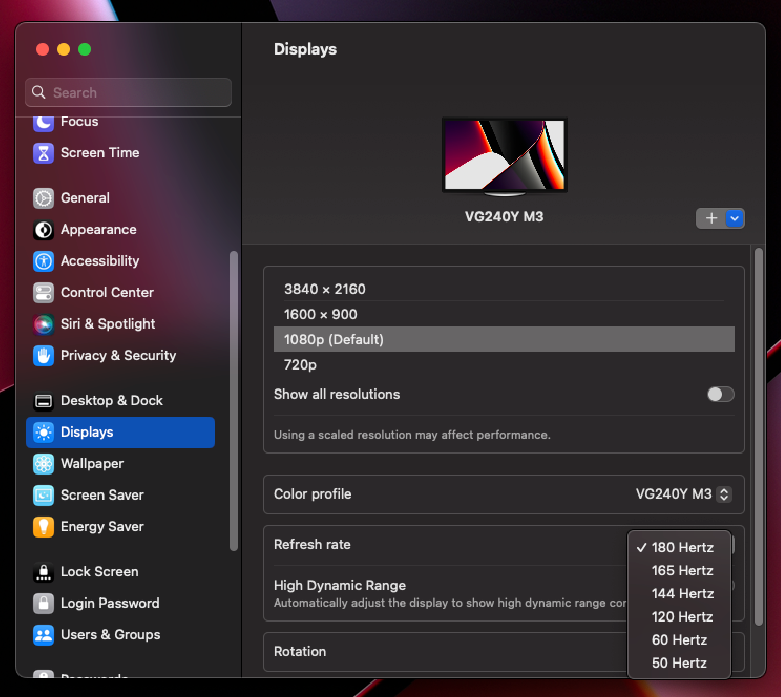 Displays
Search
Focus
Screen Time
General
Appearance
Accessibility
Control Center
Siri & Spotlight
Privacy & Security
Desktop & Dock
Displays
Wallpaper
Screen Saver
Energy Saver
Lock Screen
Login Password
Users & Groups
VG240Y M3
3840 × 2160
1600 × 900
1080p (Default)
720p
Show all resolutions
Using a scaled resolution may affect performance.
Color profile
VG240Y M3
Refresh rate
High Dynamic Range
Automatically adjust the display to show high dynamic range
Rotation
✓ 180 Hertz
165 Hertz
144 Hertz
120 Hertz
60 Hertz
50 Hertz